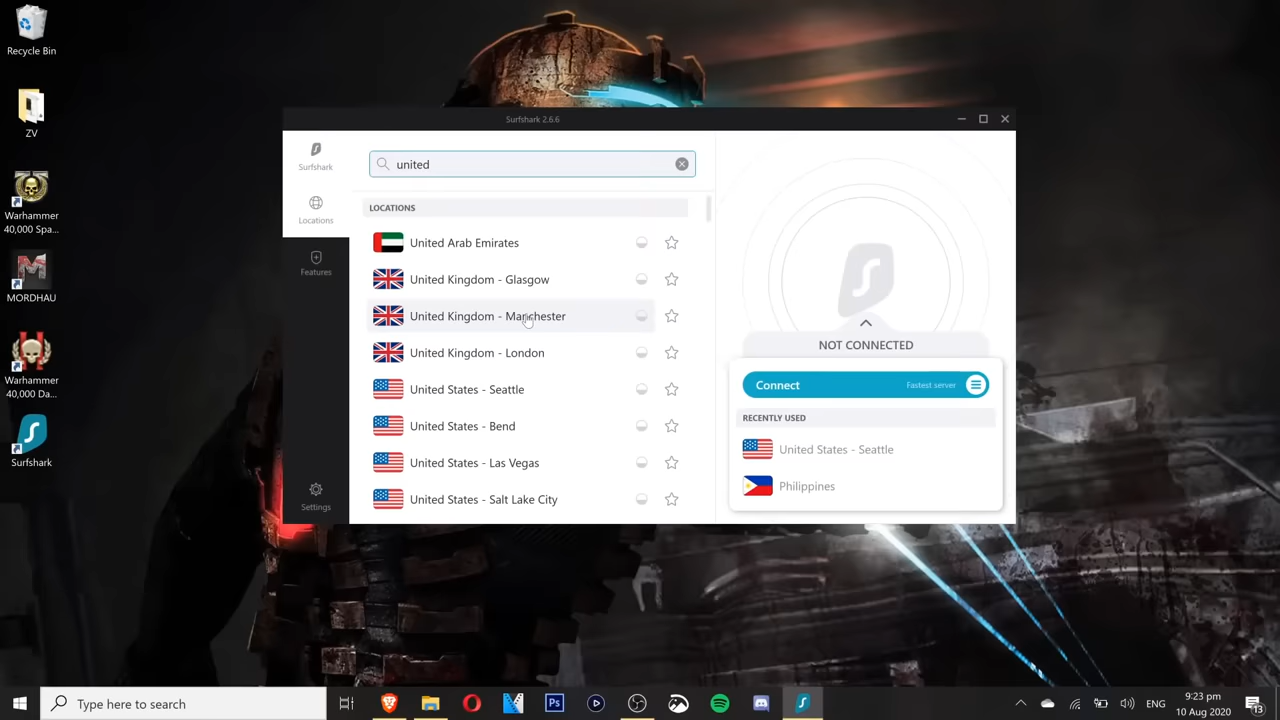 Recycle Bin
ZV
Warhammer
40,000 Spa...
MORDHAU
Warhammer
40,000 Da...
Surfshark
Surfshark 2.6.6
Surfshark
Locations
Features
Settings
united
LOCATIONS
United Arab Emirates
United Kingdom - Glasgow
United Kingdom - Manchester
United Kingdom - London
United States - Seattle
United States - Bend
United States - Las Vegas
United States - Salt Lake City
NOT CONNECTED
Connect Fastest server
RECENTLY USED
United States - Seattle
Philippines
Type here to search
Ps
ENG
9:23 pm
10 Aug 2020
13